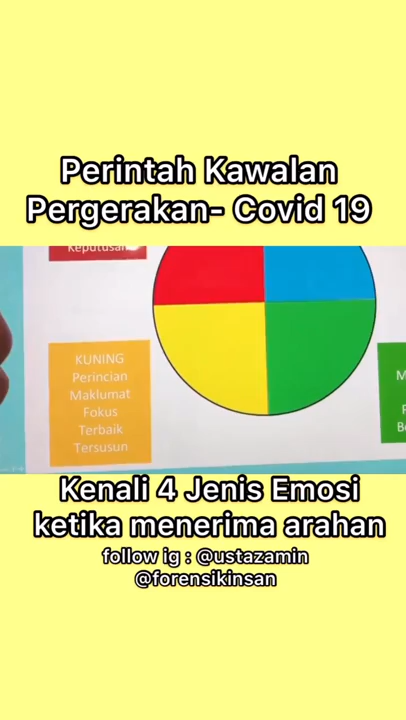 Perintah Kawalan
Pergerakan- Covid 19
Keputusan
KUNING
Perincian
Maklumat
Fokus
Terbaik
Tersusun
M
B
Kenali 4 Jenis Emosi
ketika menerima arahan
follow ig : @ustazamin
@forensikinsan